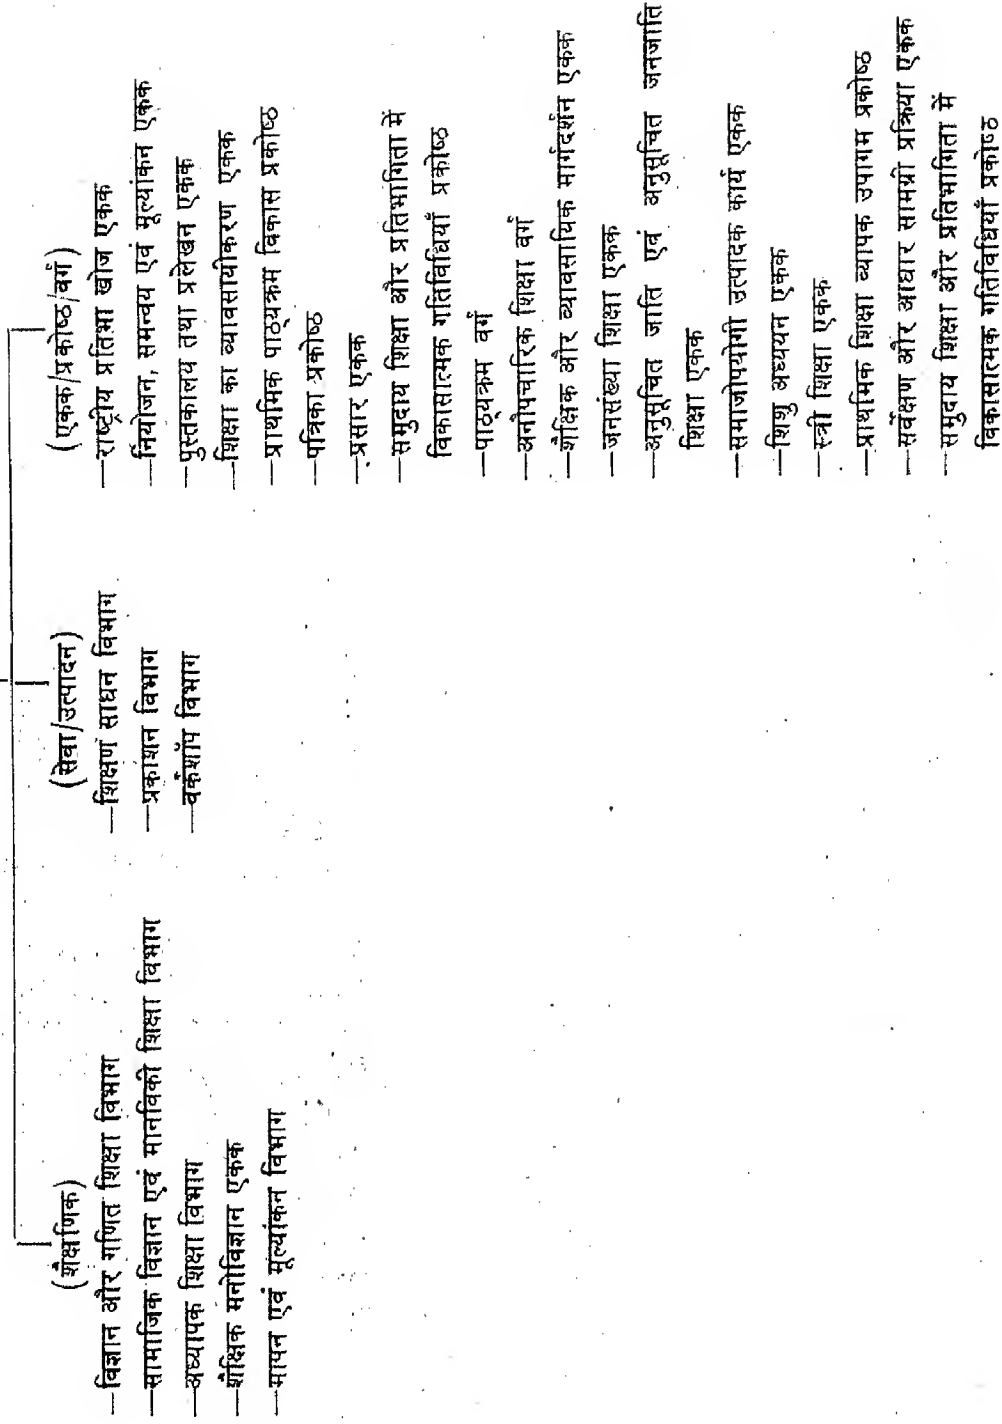 (शैक्षणिक)
—विज्ञान और गणित शिक्षा विभाग
—सामाजिक विज्ञान एवं मानविकी शिक्षा विभाग
—अध्यापक शिक्षा विभाग
—शैक्षिक मनोविज्ञान एकक
—मापन एवं मूल्यांकन विभाग
(सेवा/उत्पादन)
—शिक्षण साधन विभाग
—प्रकाशन विभाग
—वर्कशॉप विभाग
(एकक/प्रकोष्ठ/वर्ग)
—राष्ट्रीय प्रतिभा खोज एकक
—नियोजन, समन्वय एवं मूल्यांकन एकक
—पुस्तकालय तथा प्रलेखन एकक
—शिक्षा का व्यावसायीकरण एकक
—प्राथमिक पाठ्यक्रम विकास प्रकोष्ठ
—पत्रिका प्रकोष्ठ
—प्रसार एकक
—समुदाय शिक्षा और प्रतिभागिता में
विकासात्मक गतिविधियाँ प्रकोष्ठ
—पाठ्यक्रम वर्ग
—अनौपचारिक शिक्षा वर्ग
—शैक्षिक और व्यावसायिक मार्गदर्शन एकक
—जनसंख्या शिक्षा एकक
—अनुसूचित जाति एवं अनुसूचित जनजाति
शिक्षा एकक
—समाजोपयोगी उत्पादक कार्य एकक
—शिशु अध्ययन एकक
—स्त्री शिक्षा एकक
—प्राथमिक शिक्षा व्यापक उपागम प्रकोष्ठ
—सर्वेक्षण और आधार सामग्री प्रक्रिया एकक
—समुदाय शिक्षा और प्रतिभागिता में
विकासात्मक गतिविधियाँ प्रकोष्ठ